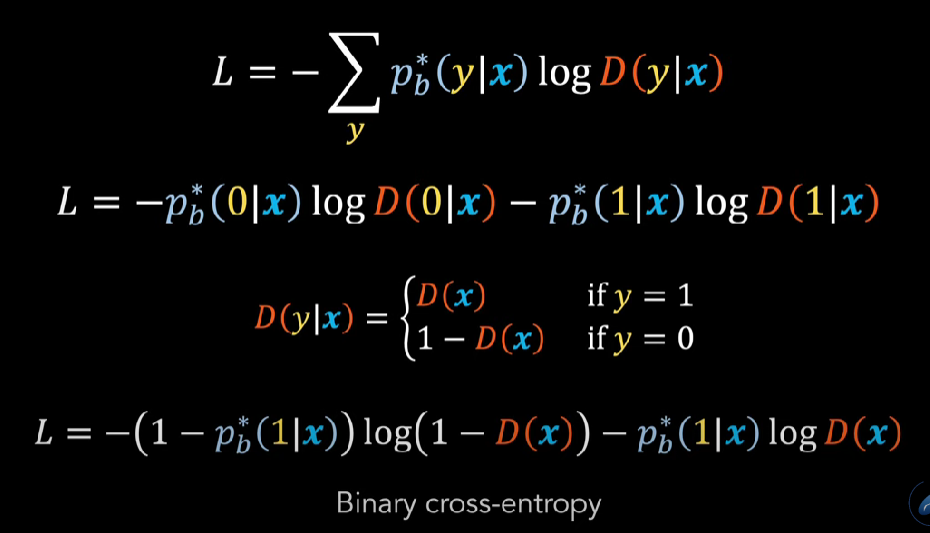 L = − ∑_y p_b^*(y|x) log D(y|x)
L = −p_b^*(0|x) log D(0|x) − p_b^*(1|x) log D(1|x)
D(y|x) = { D(x) if y = 1
1 − D(x) if y = 0
L = −(1 − p_b^*(1|x)) log(1 − D(x)) − p_b^*(1|x) log D(x)
Binary cross-entropy